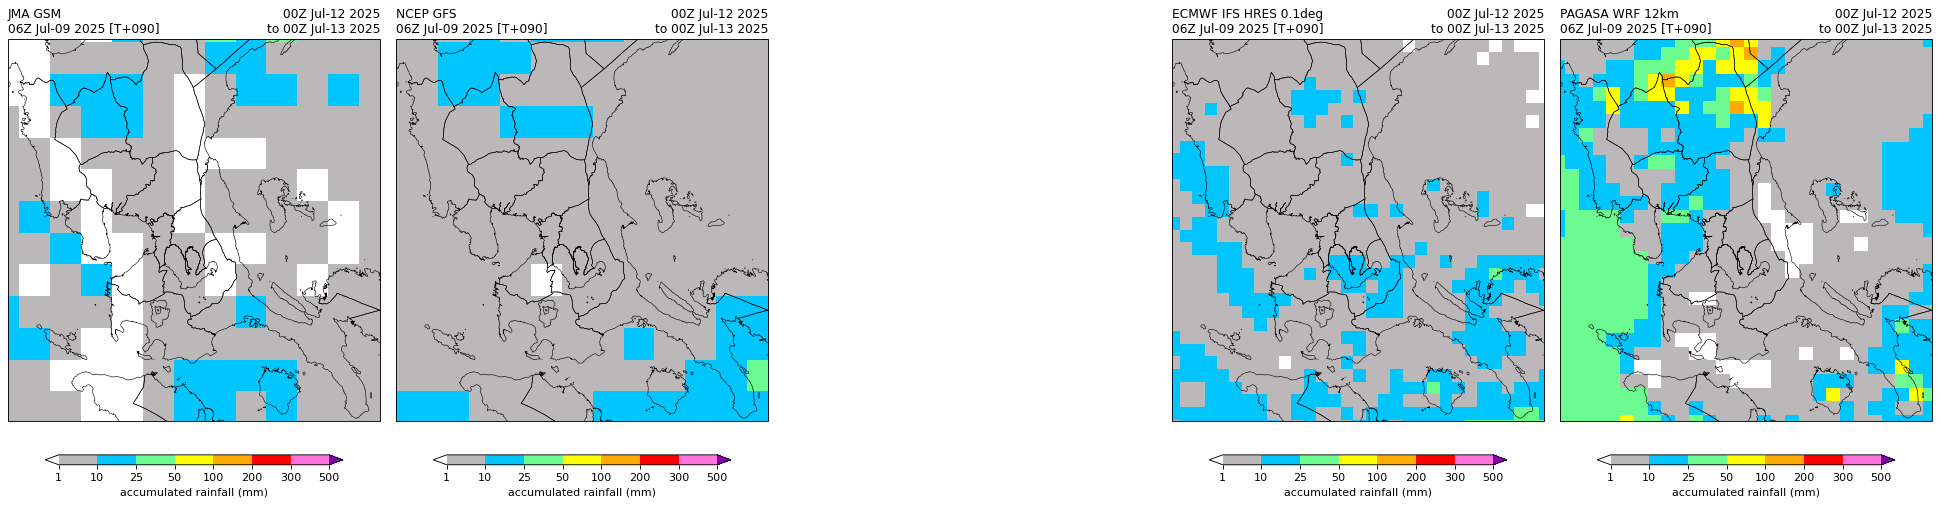 JMA GSM 00Z Jul-12 2025
06Z Jul-09 2025 [T+090] to 00Z Jul-13 2025
NCEP GFS 00Z Jul-12 2025
06Z Jul-09 2025 [T+090] to 00Z Jul-13 2025
ECMWF IFS HRES 0.1deg 00Z Jul-12 2025
06Z Jul-09 2025 [T+090] to 00Z Jul-13 2025
PAGASA WRF 12km 00Z Jul-12 2025
06Z Jul-09 2025 [T+090] to 00Z Jul-13 2025
1 10 25 50 100 200 300 500
accumulated rainfall (mm)
1 10 25 50 100 200 300 500
accumulated rainfall (mm)
1 10 25 50 100 200 300 500
accumulated rainfall (mm)
1 10 25 50 100 200 300 500
accumulated rainfall (mm)